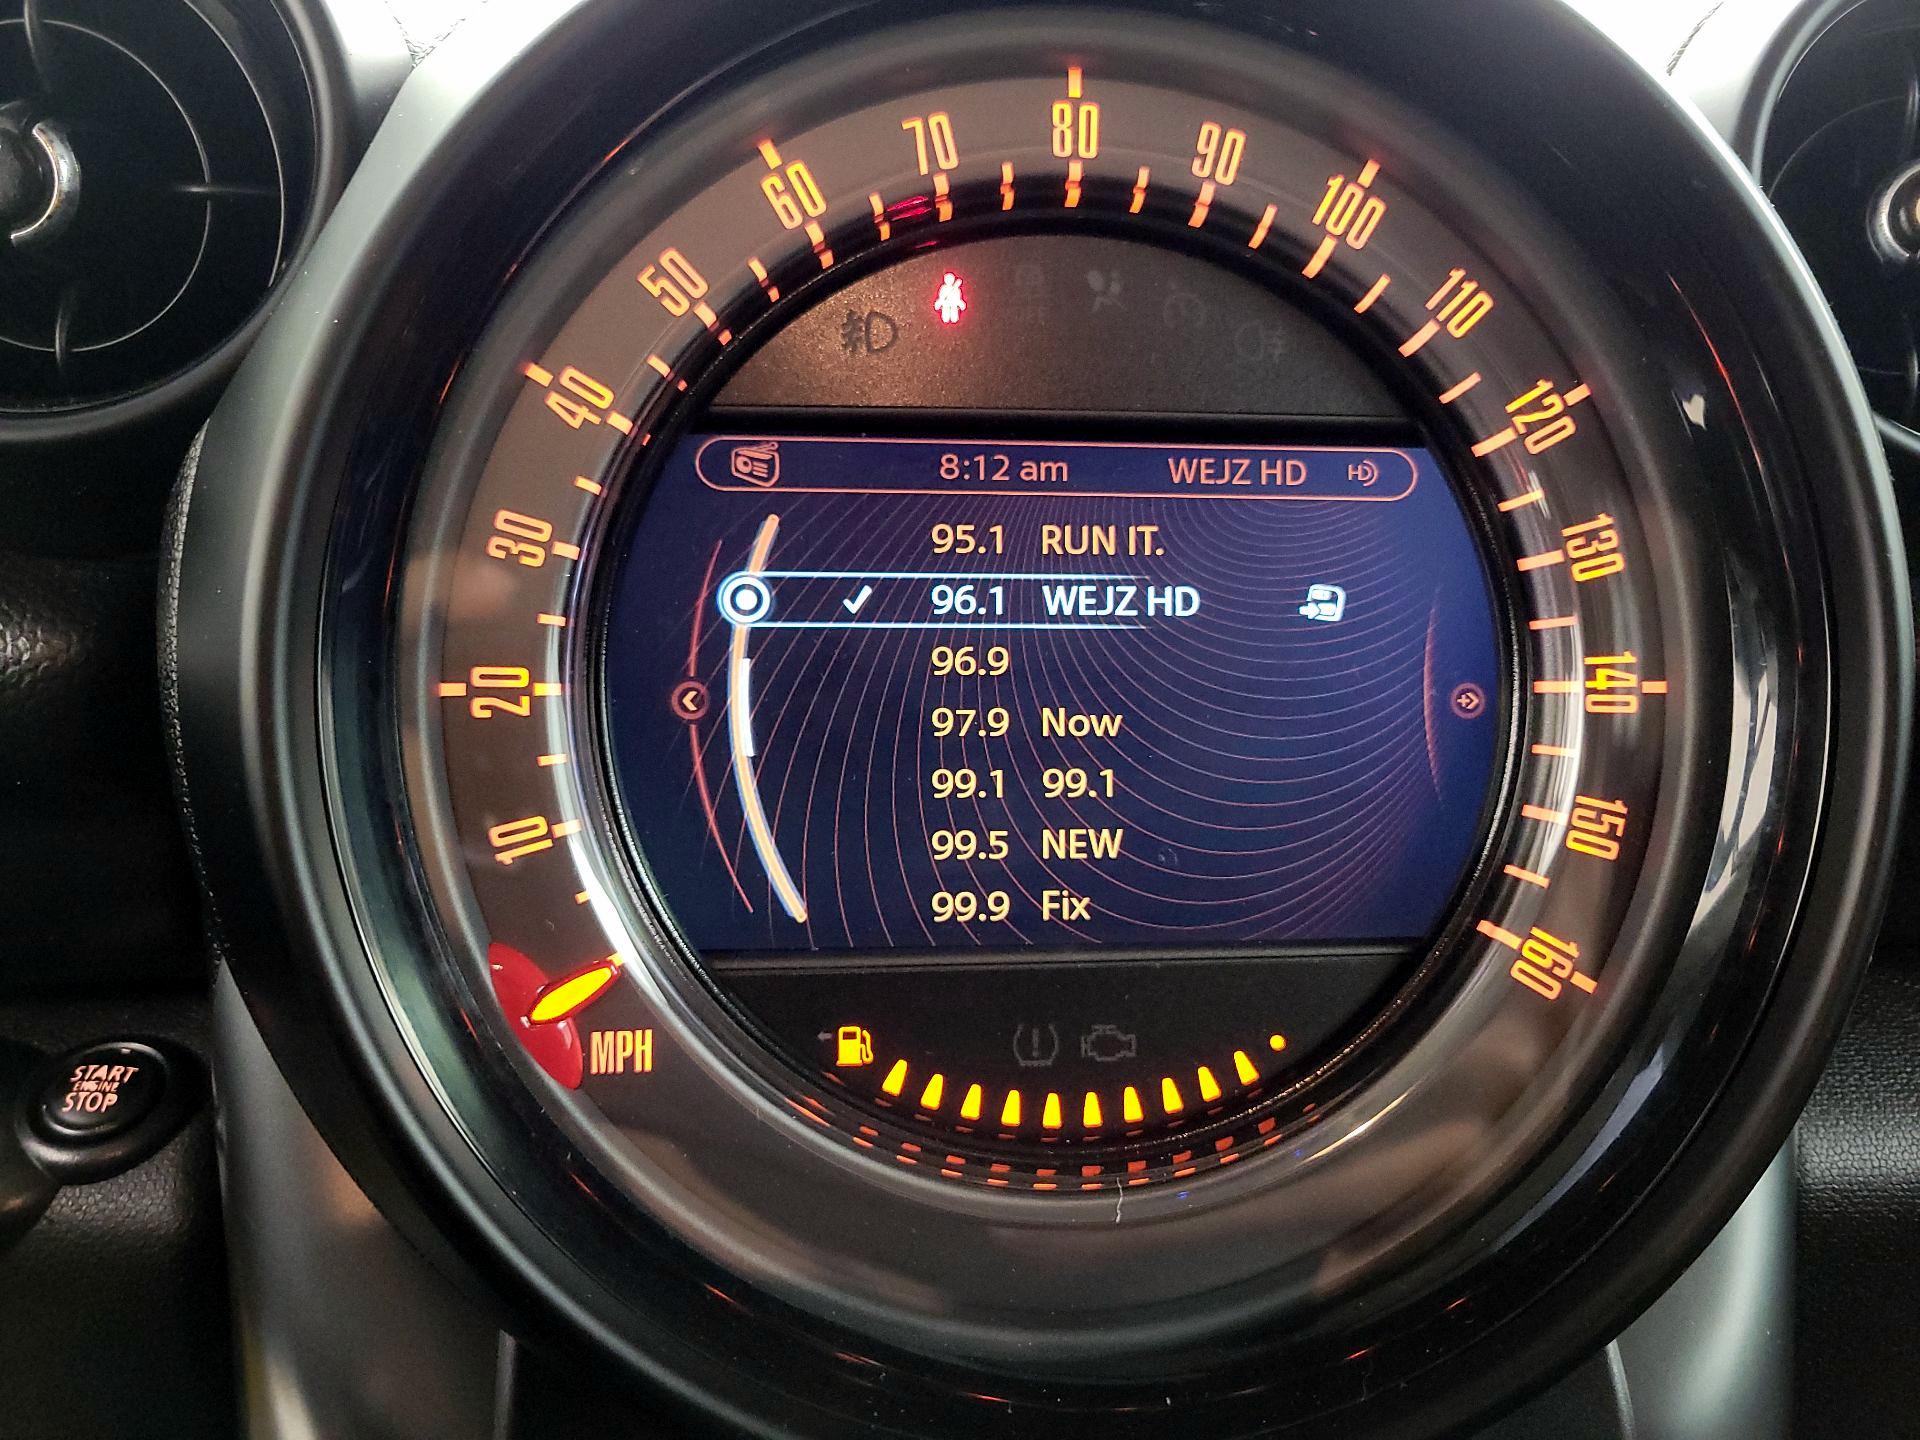 10
20
30
40
50
60
70
80
90
100
110
120
130
140
150
160
MPH
8:12 am WEJZ HD HD
95.1 RUN IT.
96.1 WEJZ HD
96.9
97.9 Now
99.1 99.1
99.5 NEW
99.9 Fix
START
ENGINE
STOP